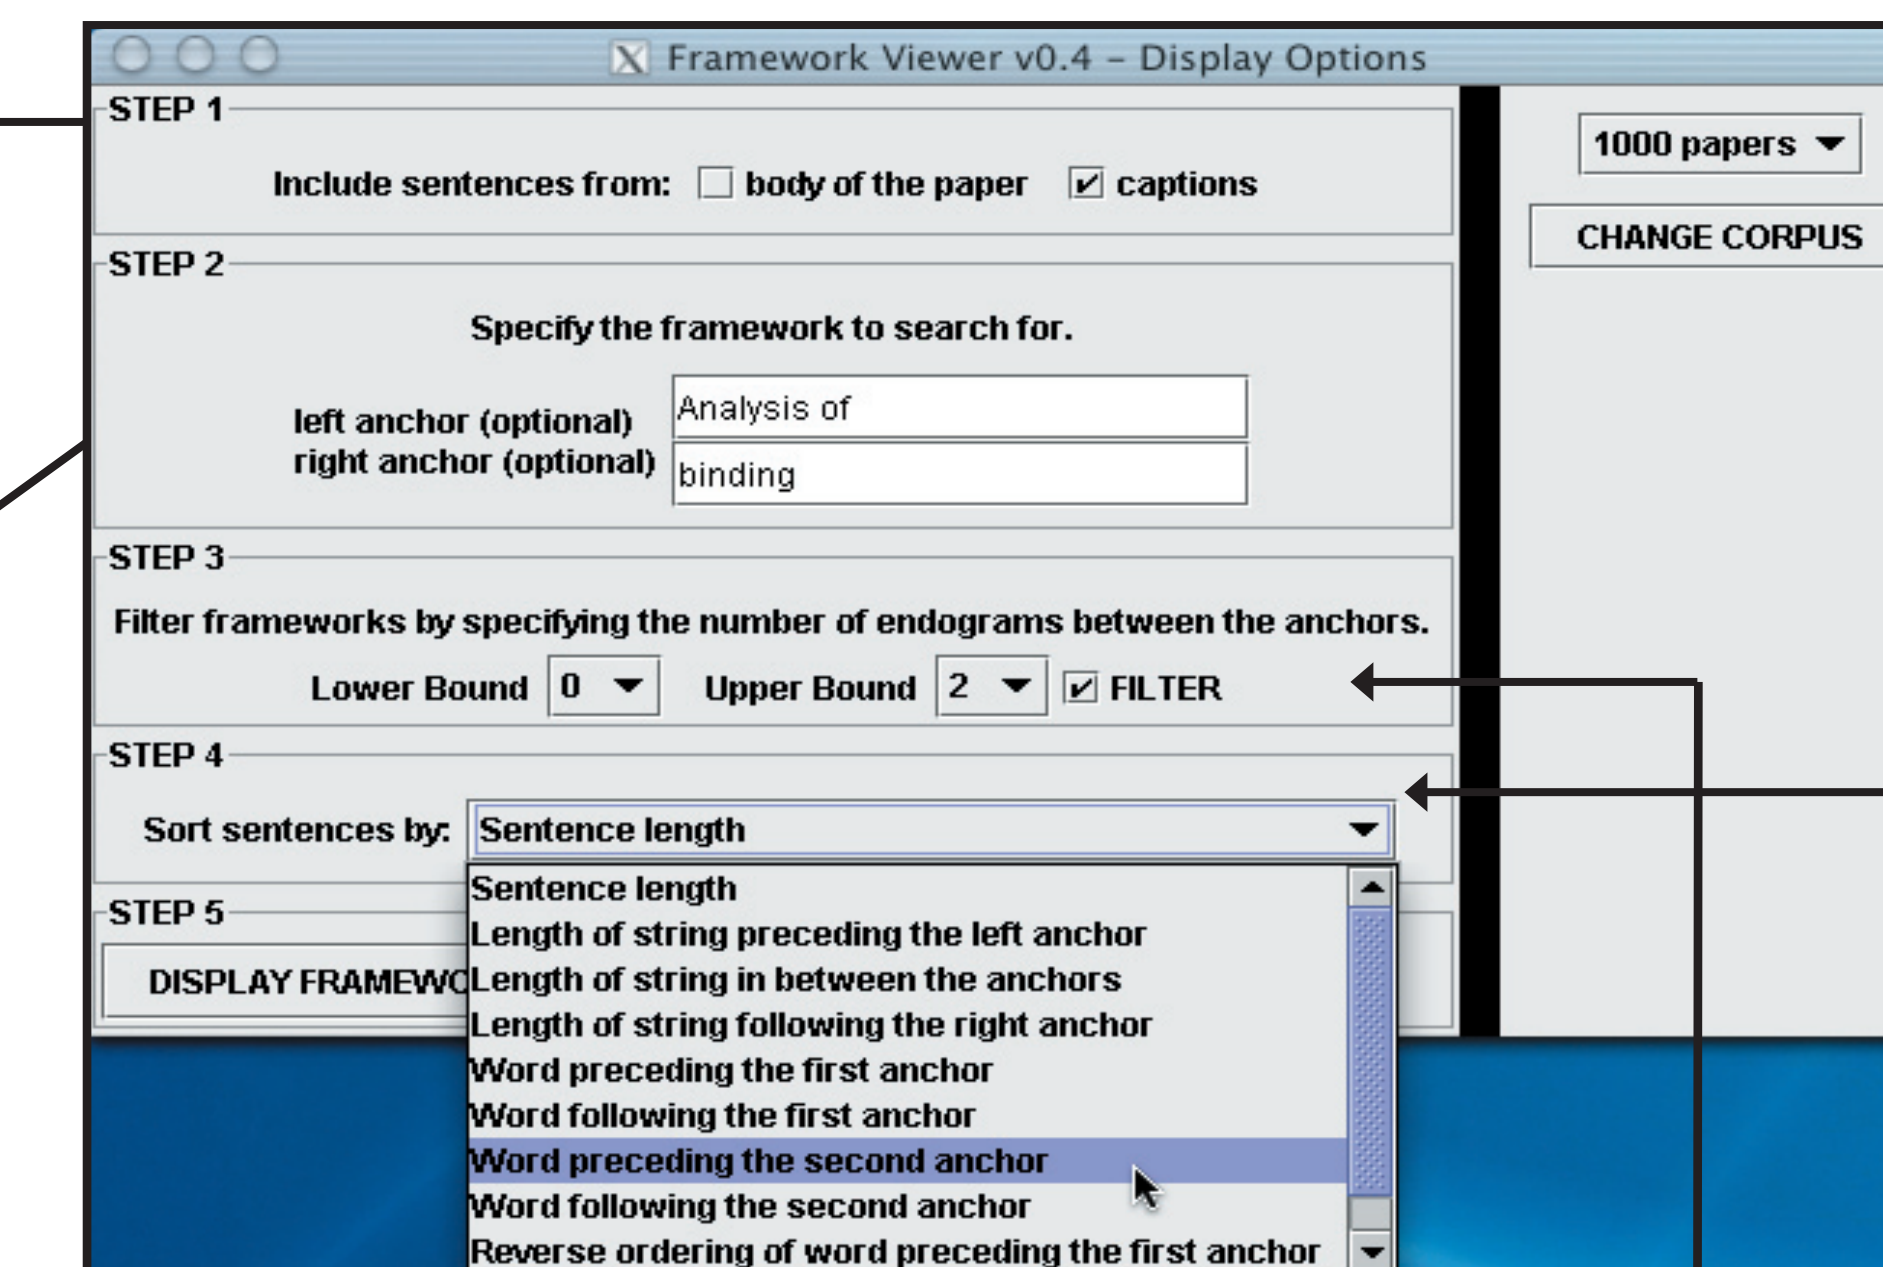 Framework Viewer v0.4 – Display Options
STEP 1
Include sentences from: body of the paper captions
1000 papers
CHANGE CORPUS
STEP 2
Specify the framework to search for.
left anchor (optional) Analysis of
right anchor (optional) binding
STEP 3
Filter frameworks by specifying the number of endograms between the anchors.
Lower Bound 0 Upper Bound 2 FILTER
STEP 4
Sort sentences by: Sentence length
Sentence length
Length of string preceding the left anchor
STEP 5
Length of string in between the anchors
DISPLAY FRAMEWO
Length of string following the right anchor
Word preceding the first anchor
Word following the first anchor
Word preceding the second anchor
Word following the second anchor
Reverse ordering of word preceding the first anchor